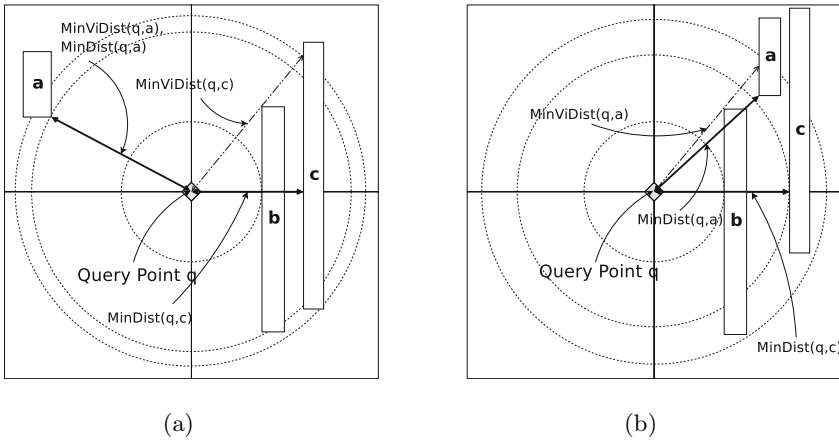 MinViDist(q,a),
MinDist(q,a)
a
MinViDist(q,c)
c
b
Query Point q
MinDist(q,c)
(a)
a
MinViDist(q,a)
c
MinDist(q,a)
b
Query Point q
MinDist(q,c)
(b)